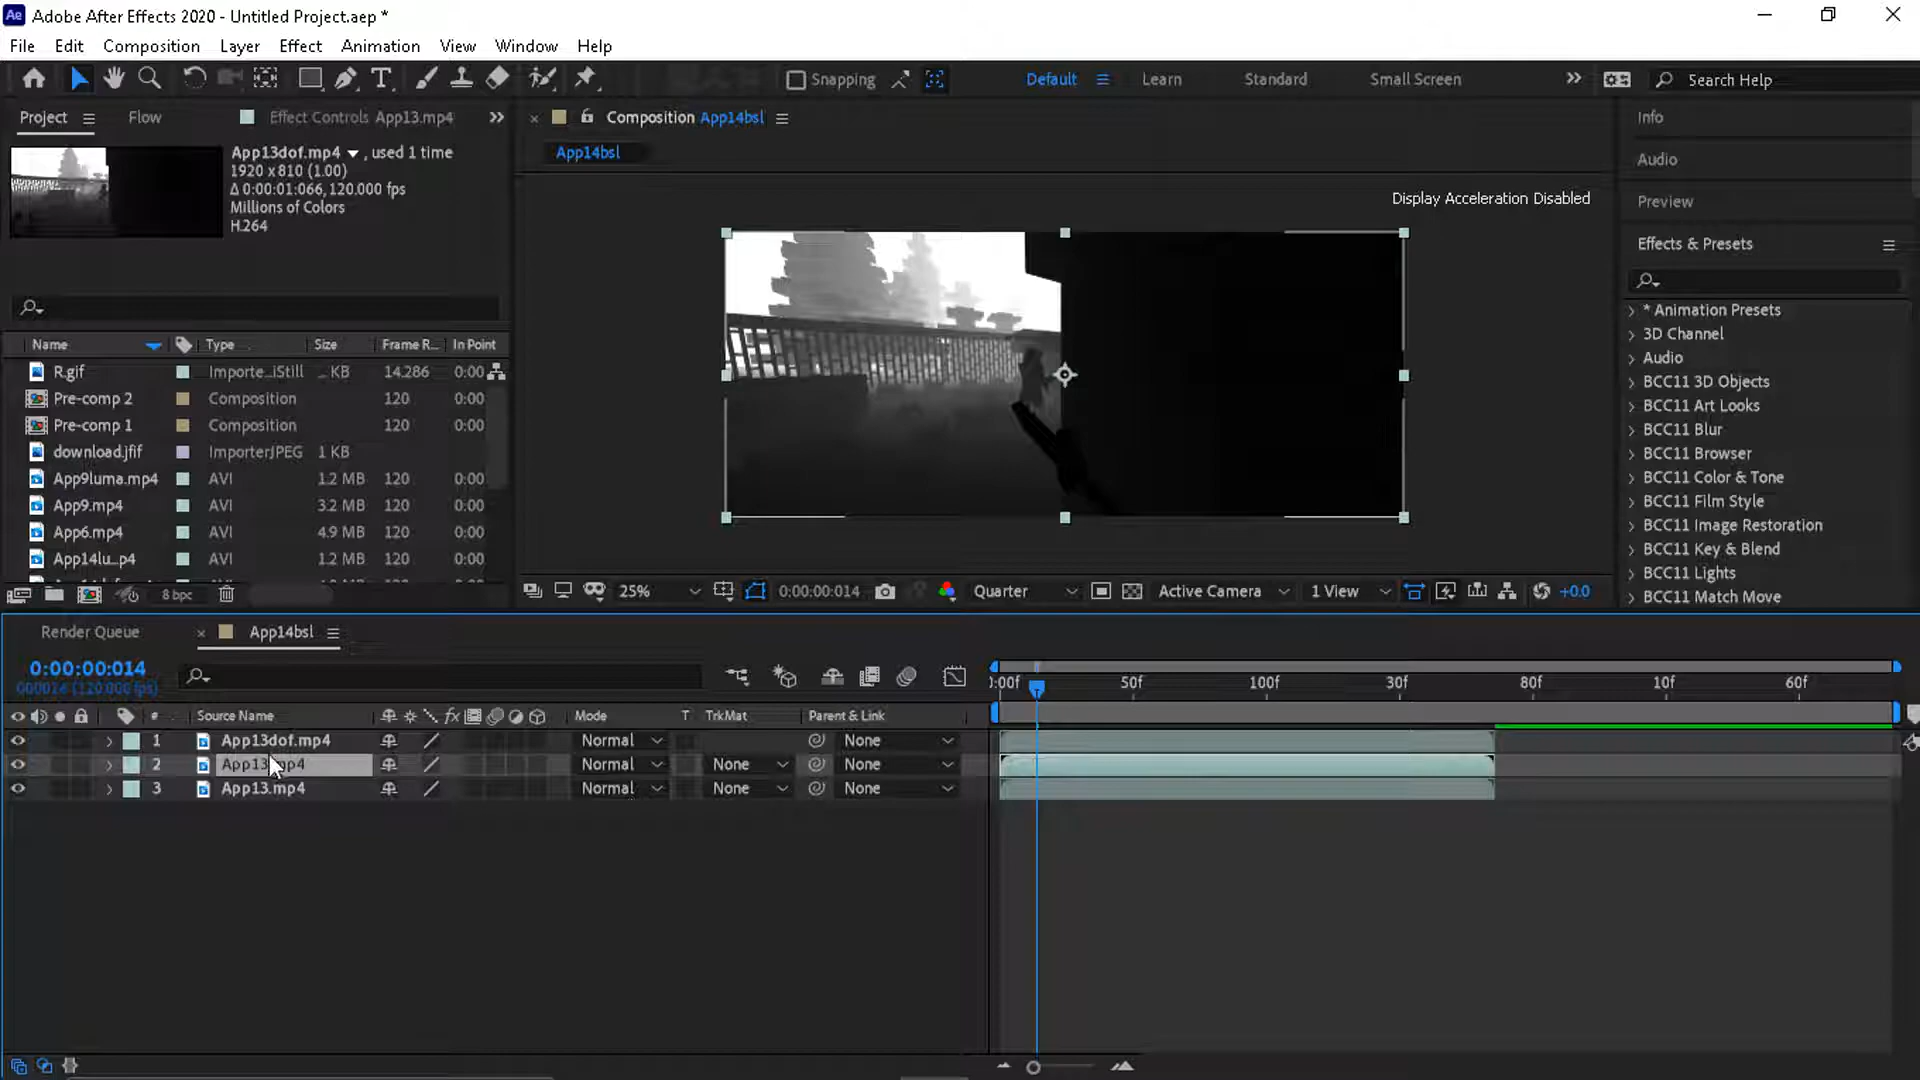 Adobe After Effects 2020 - Untitled Project.aep *
File Edit Composition Layer Effect Animation View Window Help
Snapping Default Learn Standard Small Screen Search Help
Project Flow Effect Controls App13.mp4
Composition App14bsl
Info
App14bsl
App13dof.mp4 , used 1 time
1920 x 810 (1.00)
Δ 0:00:01:066, 120.000 fps
Millions of Colors
H.264
Audio
Display Acceleration Disabled
Preview
Effects & Presets
Name Type Size Frame R... In Point
R.gif Importe...iStill ... KB 14.286 0:00
Pre-comp 2 Composition 120 0:00
Pre-comp 1 Composition 120 0:00
download.jfif ImporterJPEG 1 KB
App9luma.mp4 AVI 1.2 MB 120 0:00
App9.mp4 AVI 3.2 MB 120 0:00
App6.mp4 AVI 4.9 MB 120 0:00
App14lu...p4 AVI 1.2 MB 120 0:00
8 bpc
* Animation Presets
3D Channel
Audio
BCC11 3D Objects
BCC11 Art Looks
BCC11 Blur
BCC11 Browser
BCC11 Color & Tone
BCC11 Film Style
BCC11 Image Restoration
BCC11 Key & Blend
BCC11 Lights
BCC11 Match Move
25% 0:00:00:014 Quarter Active Camera 1 View +0.0
Render Queue App14bsl
0:00:00:014
000014 (120.000 fps)
:00f 50f 100f 30f 80f 10f 60f
# Source Name fx Mode T TrkMat Parent & Link
1 App13dof.mp4 Normal None
2 App13.mp4 Normal None None
3 App13.mp4 Normal None None